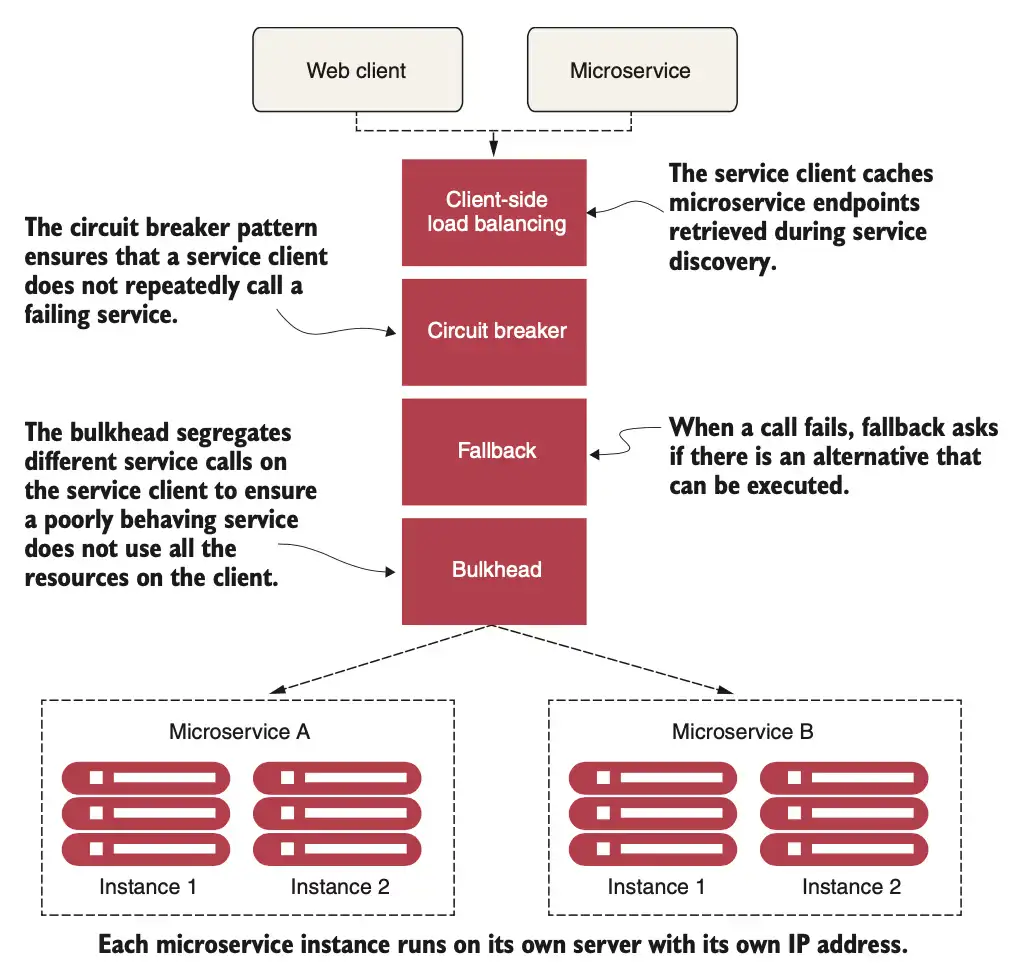 Web client
Microservice
Client-side
load balancing
The service client caches
microservice endpoints
retrieved during service
discovery.
The circuit breaker pattern
ensures that a service client
does not repeatedly call a
failing service.
Circuit breaker
The bulkhead segregates
different service calls on
the service client to ensure
a poorly behaving service
does not use all the
resources on the client.
Fallback
When a call fails, fallback asks
if there is an alternative that
can be executed.
Bulkhead
Microservice A
Instance 1
Instance 2
Microservice B
Instance 1
Instance 2
Each microservice instance runs on its own server with its own IP address.